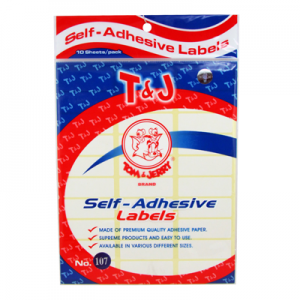 Self-Adhesive Labels
10 Sheets/pack
T&J
TOM & JERRY
BRAND
Self-Adhesive
Labels
✓ MADE OF PREMIUM QUALITY ADHESIVE PAPER.
✓ SUPREME PRODUCTS AND EASY TO USE.
✓ AVAILABLE IN VARIOUS DIFFERENT SIZES.
No. 107